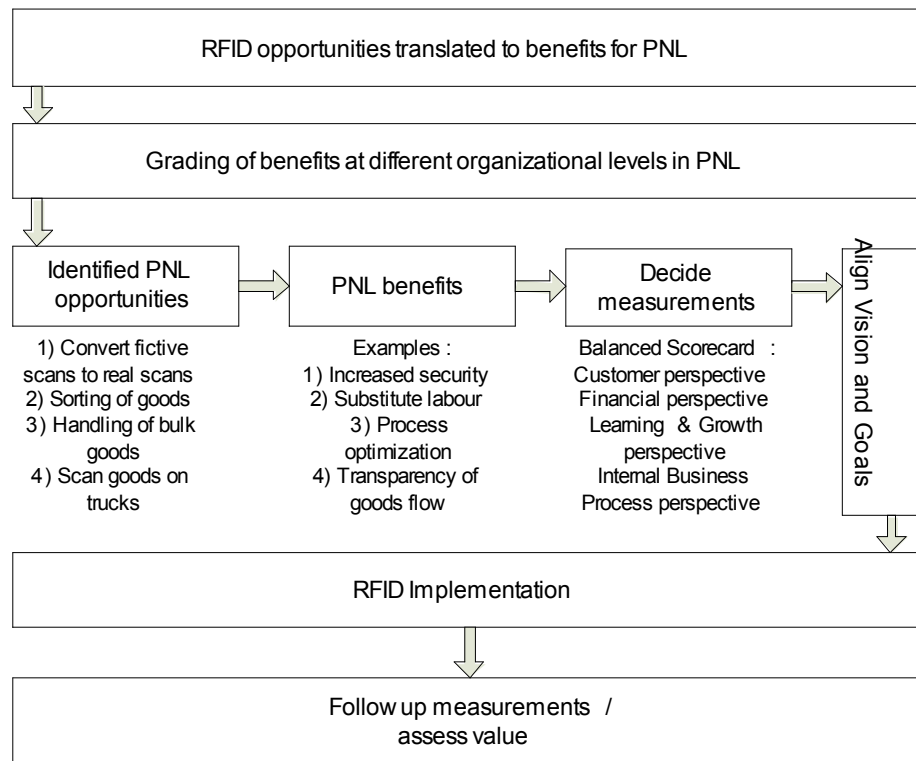 RFID opportunities translated to benefits for PNL
Grading of benefits at different organizational levels in PNL
Identified PNL
opportunities
1) Convert fictive
scans to real scans
2) Sorting of goods
3) Handling of bulk
goods
4) Scan goods on
trucks
PNL benefits
Examples :
1) Increased security
2) Substitute labour
3) Process
optimization
4) Transparency of
goods flow
Decide
measurements
Balanced Scorecard :
Customer perspective
Financial perspective
Learning & Growth
perspective
Internal Business
Process perspective
Align Vision and Goals
RFID Implementation
Follow up measurements /
assess value